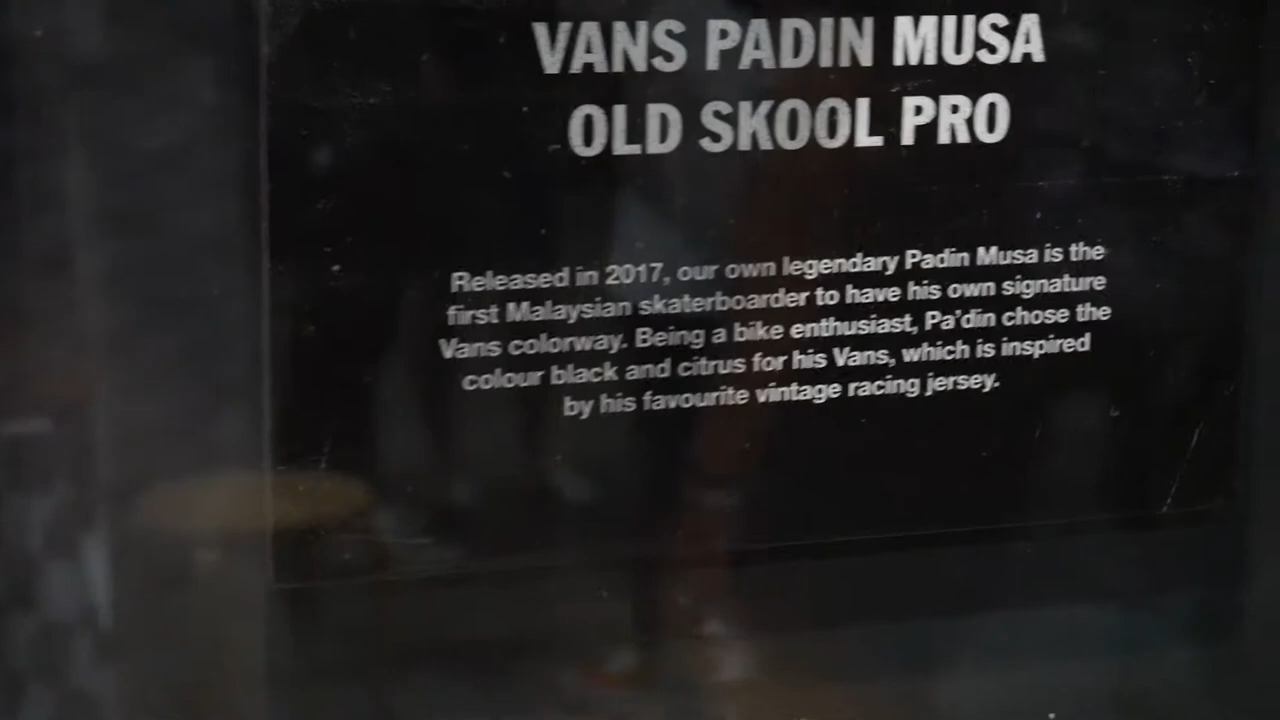 VANS PADIN MUSA
OLD SKOOL PRO
Released in 2017, our own legendary Padin Musa is the
first Malaysian skaterboarder to have his own signature
Vans colorway. Being a bike enthusiast, Pa'din chose the
colour black and citrus for his Vans, which is inspired
by his favourite vintage racing jersey.